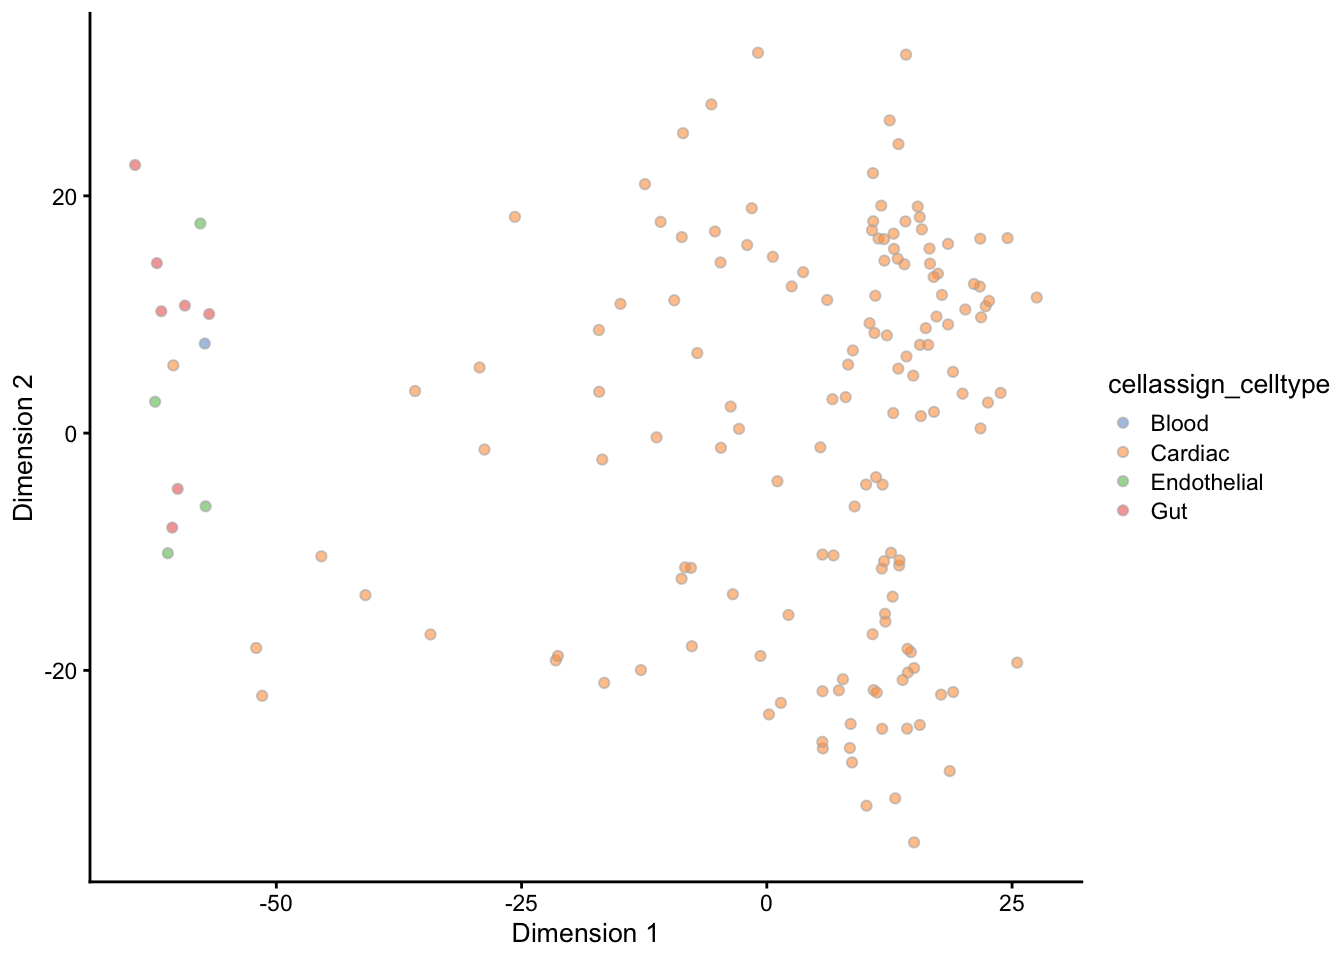 20
0
-20
Dimension 2
-50
-25
0
25
Dimension 1
cellassign_celltype
Blood
Cardiac
Endothelial
Gut